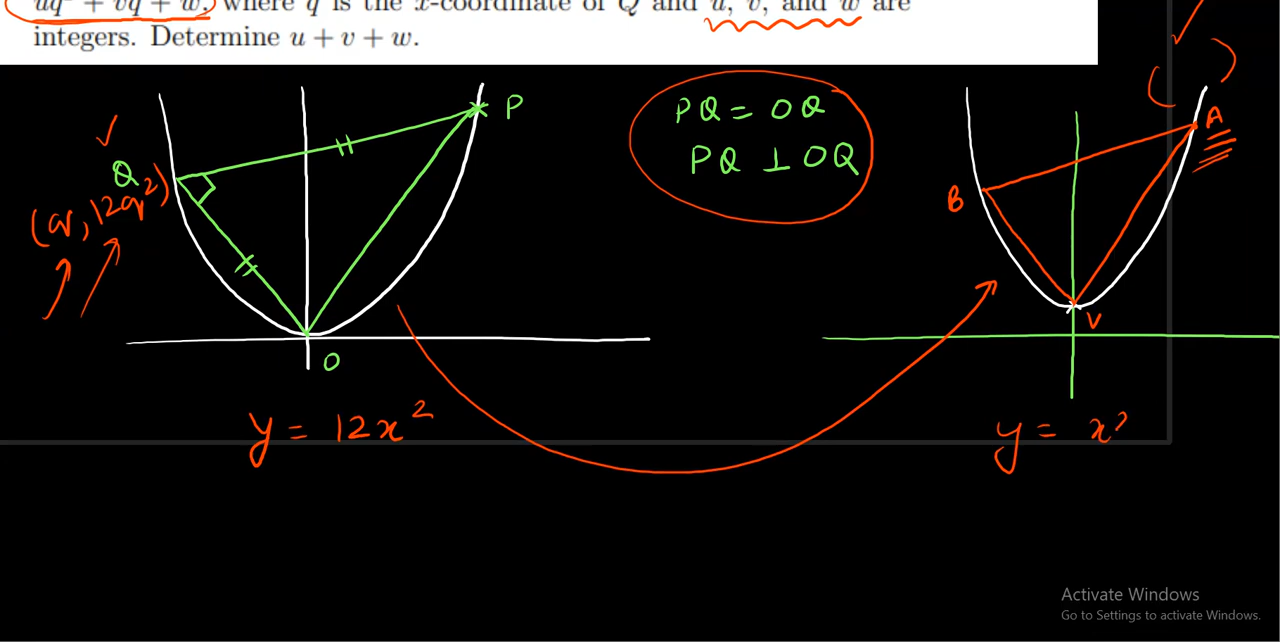 uq² + vq + w, where q is the x-coordinate of Q and u, v, and w are
integers. Determine u + v + w.
P
Q
(q, 12q²)
O
y = 12x²
PQ = OQ
PQ ⊥ OQ
A
B
V
y = x²
Activate Windows
Go to Settings to activate Windows.